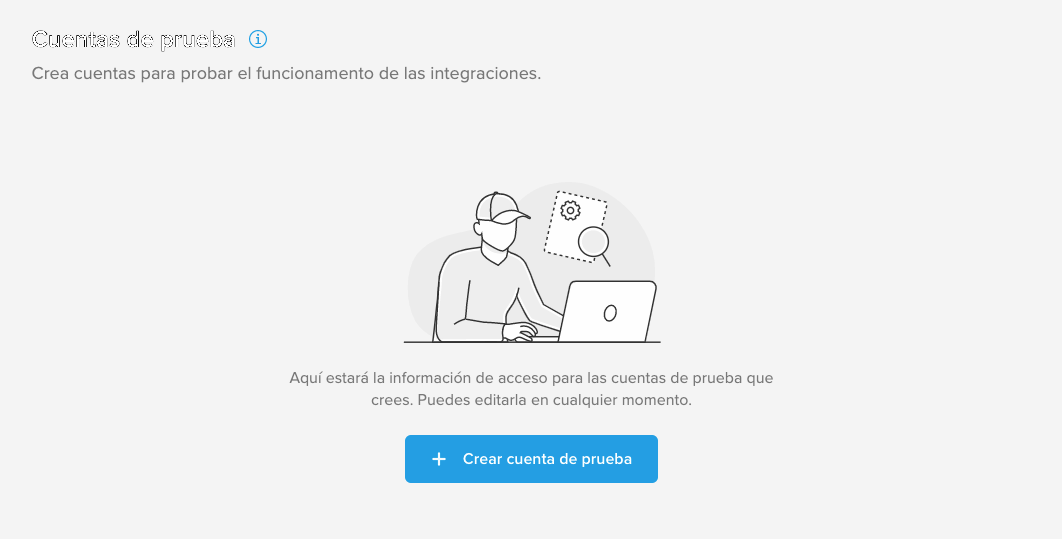 Cuentas de prueba
Crea cuentas para probar el funcionamento de las integraciones.
Aquí estará la información de acceso para las cuentas de prueba que
crees. Puedes editarla en cualquier momento.
Crear cuenta de prueba